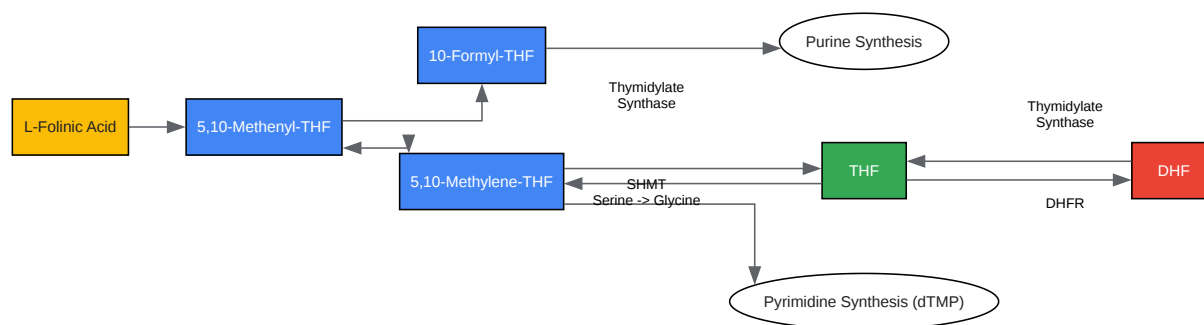 10-Formyl-THF
Purine Synthesis
Thymidylate
Synthase
L-Folinic Acid
5,10-Methenyl-THF
Thymidylate
Synthase
5,10-Methylene-THF
THF
DHF
SHMT
Serine -> Glycine
DHFR
Pyrimidine Synthesis (dTMP)